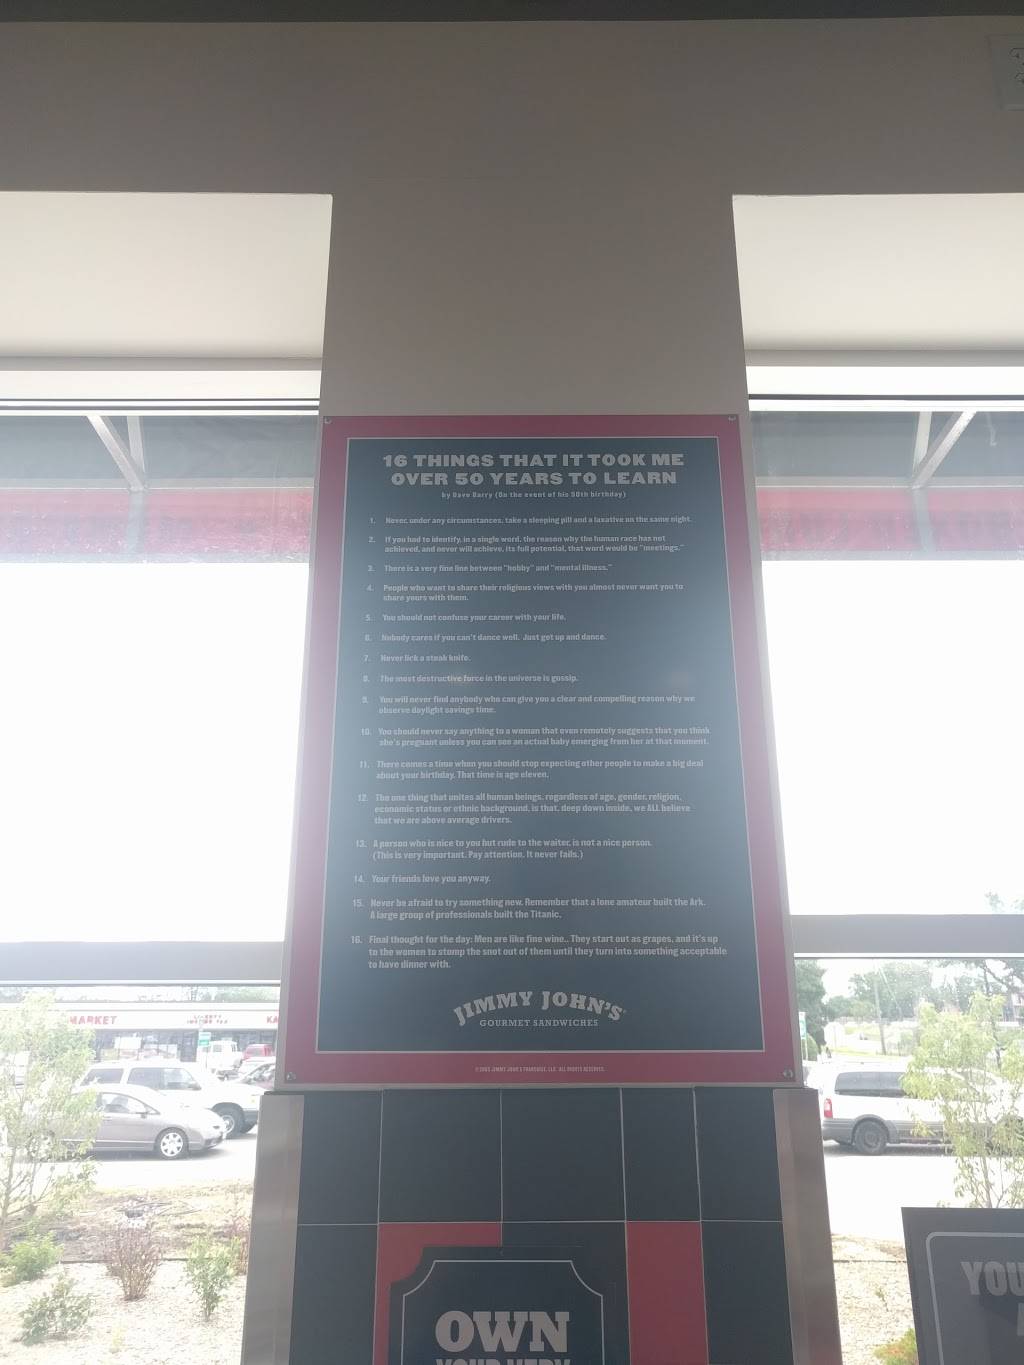 16 THINGS THAT IT TOOK ME
OVER 50 YEARS TO LEARN
by Dave Barry (On the event of his 50th birthday)
1. Never, under any circumstances, take a sleeping pill and a laxative on the same night.
2. If you had to identify, in a single word, the reason why the human race has not
achieved, and never will achieve, its full potential, that word would be "meetings."
3. There is a very fine line between "hobby" and "mental illness."
4. People who want to share their religious views with you almost never want you to
share yours with them.
5. You should not confuse your career with your life.
6. Nobody cares if you can't dance well. Just get up and dance.
7. Never lick a steak knife.
8. The most destructive force in the universe is gossip.
9. You will never find anybody who can give you a clear and compelling reason why we
observe daylight savings time.
10. You should never say anything to a woman that even remotely suggests that you think
she's pregnant unless you can see an actual baby emerging from her at that moment.
11. There comes a time when you should stop expecting other people to make a big deal
about your birthday. That time is age eleven.
12. The one thing that unites all human beings, regardless of age, gender, religion,
economic status or ethnic background, is that, deep down inside, we ALL believe
that we are above average drivers.
13. A person who is nice to you but rude to the waiter, is not a nice person.
(This is very important. Pay attention. It never fails.)
14. Your friends love you anyway.
15. Never be afraid to try something new. Remember that a lone amateur built the Ark.
A large group of professionals built the Titanic.
16. Final thought for the day: Men are like fine wine.. They start out as grapes, and it's up
to the women to stomp the snot out of them until they turn into something acceptable
to have dinner with.
JIMMY JOHN'S
GOURMET SANDWICHES
JIMMY JOHN'S FRANCHISE, LLC ALL RIGHTS RESERVED.
MARKET
LIBERTY
INCOME TAX
KA
OWN
YOUR VERY
YOU